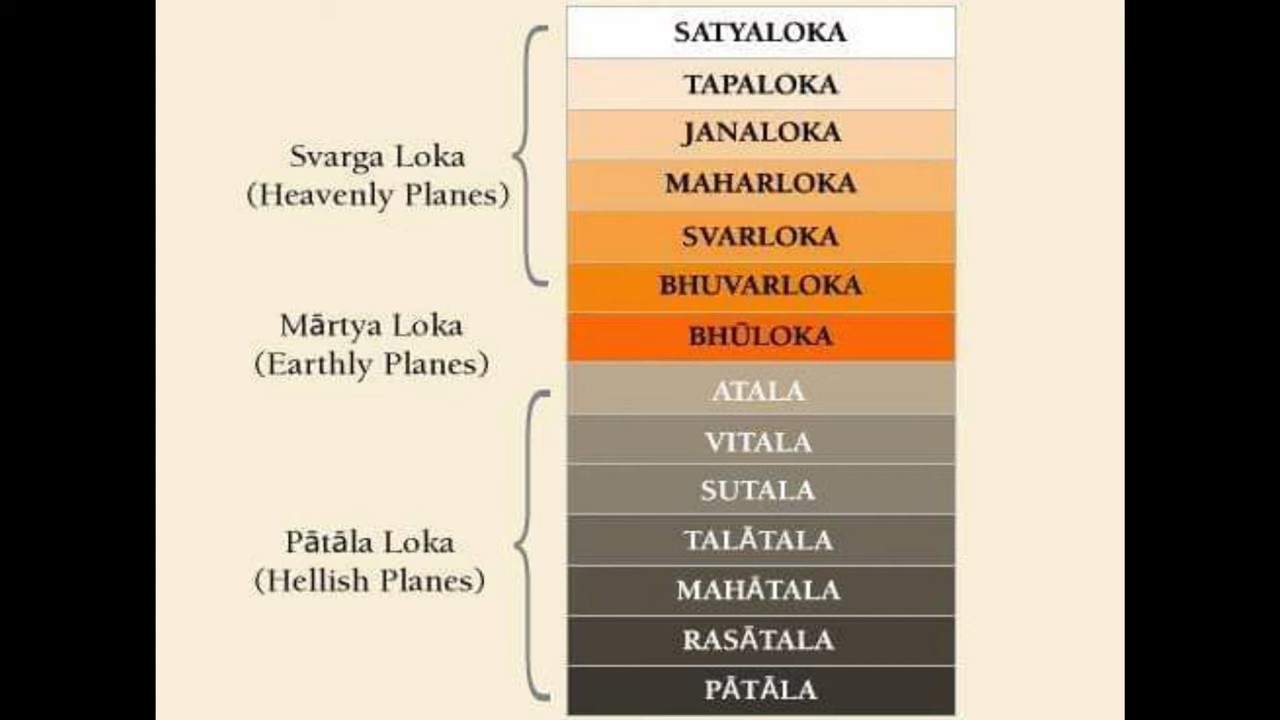 SATYALOKA
TAPALOKA
JANALOKA
MAHARLOKA
SVARLOKA
BHUVARLOKA
BHŪLOKA
ATALA
VITALA
SUTALA
TALĀTALA
MAHĀTALA
RASĀTALA
PĀTĀLA
Svarga Loka
(Heavenly Planes)
Mārtya Loka
(Earthly Planes)
Pātāla Loka
(Hellish Planes)